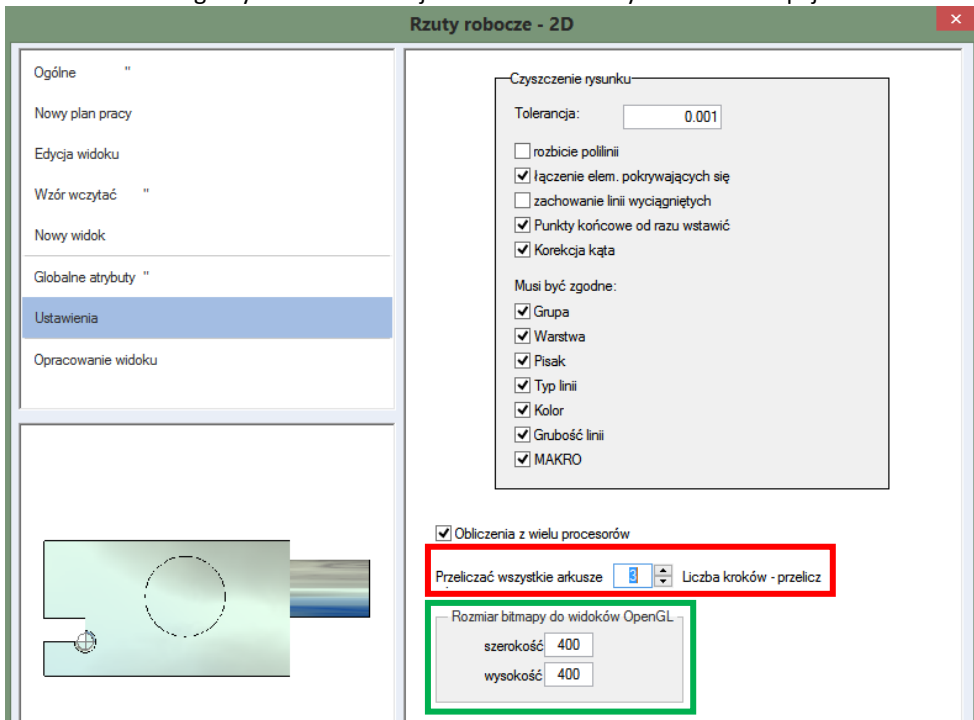 Rzuty robocze - 2D
Ogólne "
Nowy plan pracy
Edycja widoku
Wzór wczytać "
Nowy widok
Globalne atrybuty "
Ustawienia
Opracowanie widoku
Czyszczenie rysunku
Tolerancja: 0.001
rozbicie polilinii
łączenie elem. pokrywających się
zachowanie linii wyciągniętych
Punkty końcowe od razu wstawić
Korekcja kąta
Musi być zgodne:
Grupa
Warstwa
Pisak
Typ linii
Kolor
Grubość linii
MAKRO
Obliczenia z wielu procesorów
Przeliczać wszystkie arkusze 3 Liczba kroków - przelicz
Rozmiar bitmapy do widoków OpenGL
szerokość 400
wysokość 400